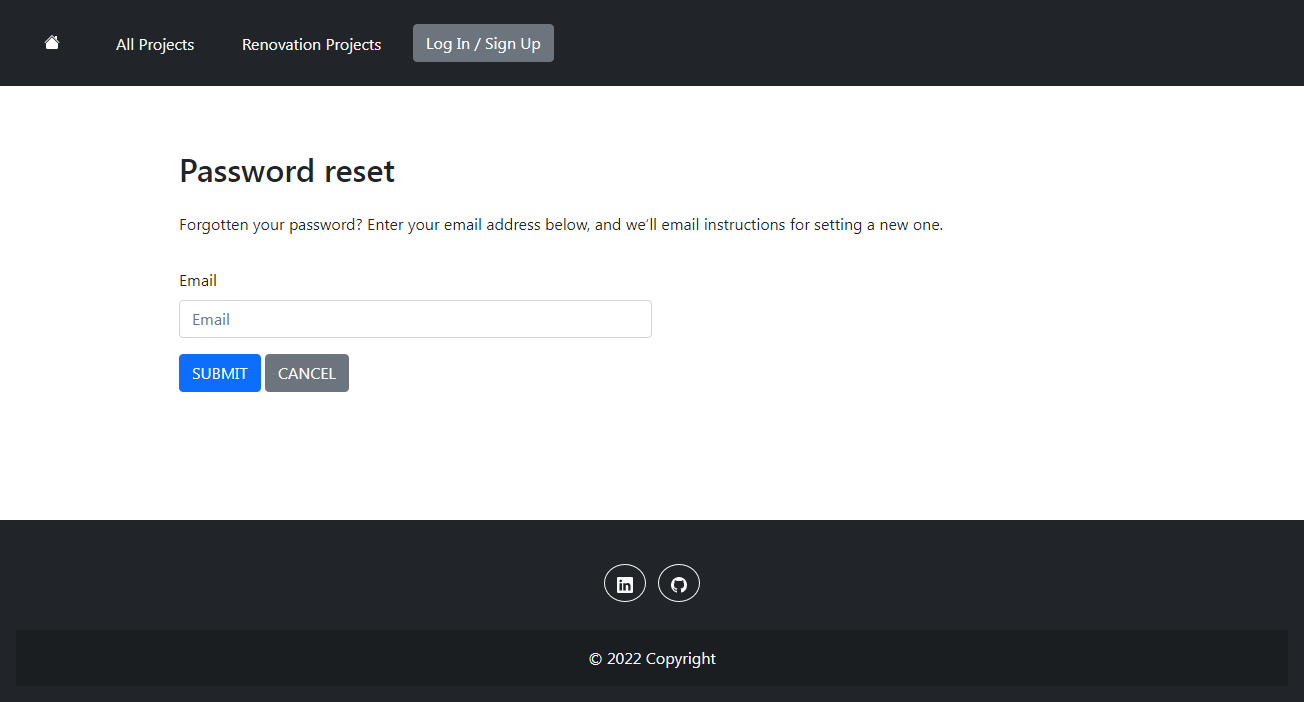 All Projects
Renovation Projects
Log In / Sign Up
Password reset
Forgotten your password? Enter your email address below, and we'll email instructions for setting a new one.
Email
Email
SUBMIT
CANCEL
in
© 2022 Copyright